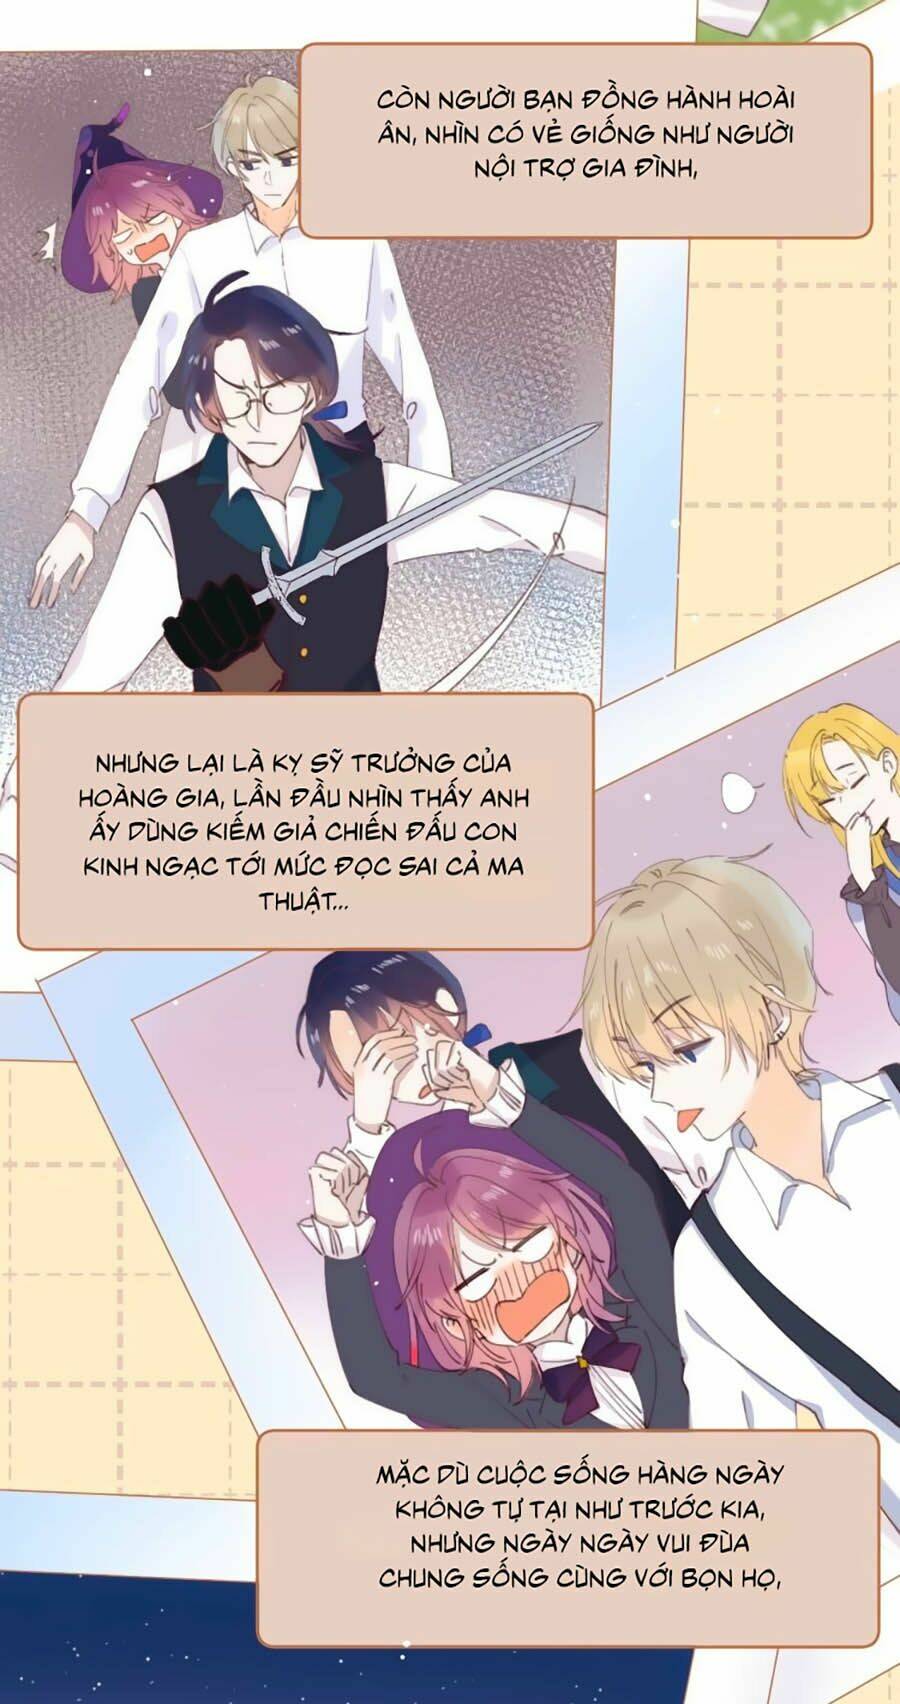 CÒN NGƯỜI BẠN ĐỒNG HÀNH HOÀI
ÂN, NHÌN CÓ VẺ GIỐNG NHƯ NGƯỜI
NỘI TRỢ GIA ĐÌNH,
NHƯNG LẠI LÀ KỴ SỸ TRƯỞNG CỦA
HOÀNG GIA, LẦN ĐẦU NHÌN THẤY ANH
ẤY DÙNG KIẾM GIẢ CHIẾN ĐẤU CON
KINH NGẠC TỚI MỨC ĐỌC SAI CẢ MA
THUẬT...
MẶC DÙ CUỘC SỐNG HÀNG NGÀY
KHÔNG TỰ TẠI NHƯ TRƯỚC KIA,
NHƯNG NGÀY NGÀY VUI ĐÙA
CHUNG SỐNG CÙNG VỚI BỌN HỌ,